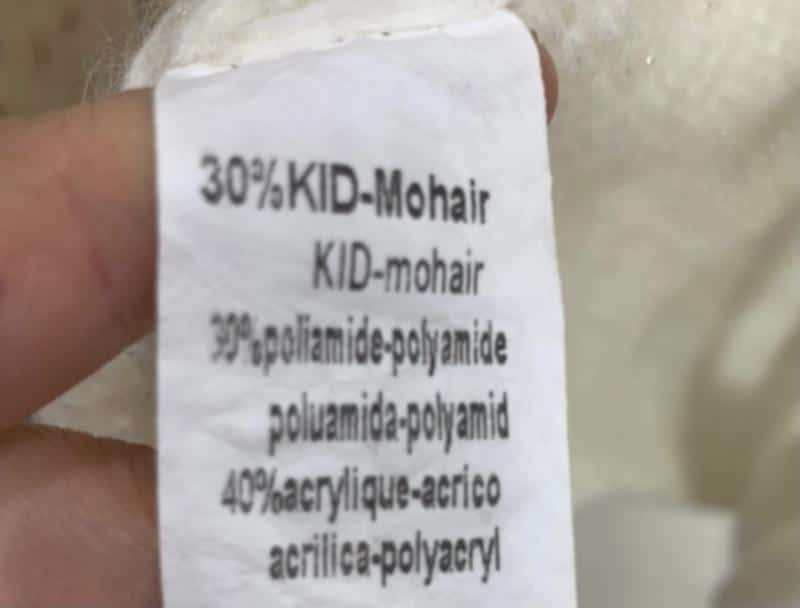 30%KID-Mohair
KID-mohair
30%poliamide-polyamide
poluamida-polyamid
40%acrylique-acrico
acrilica-polyacryl